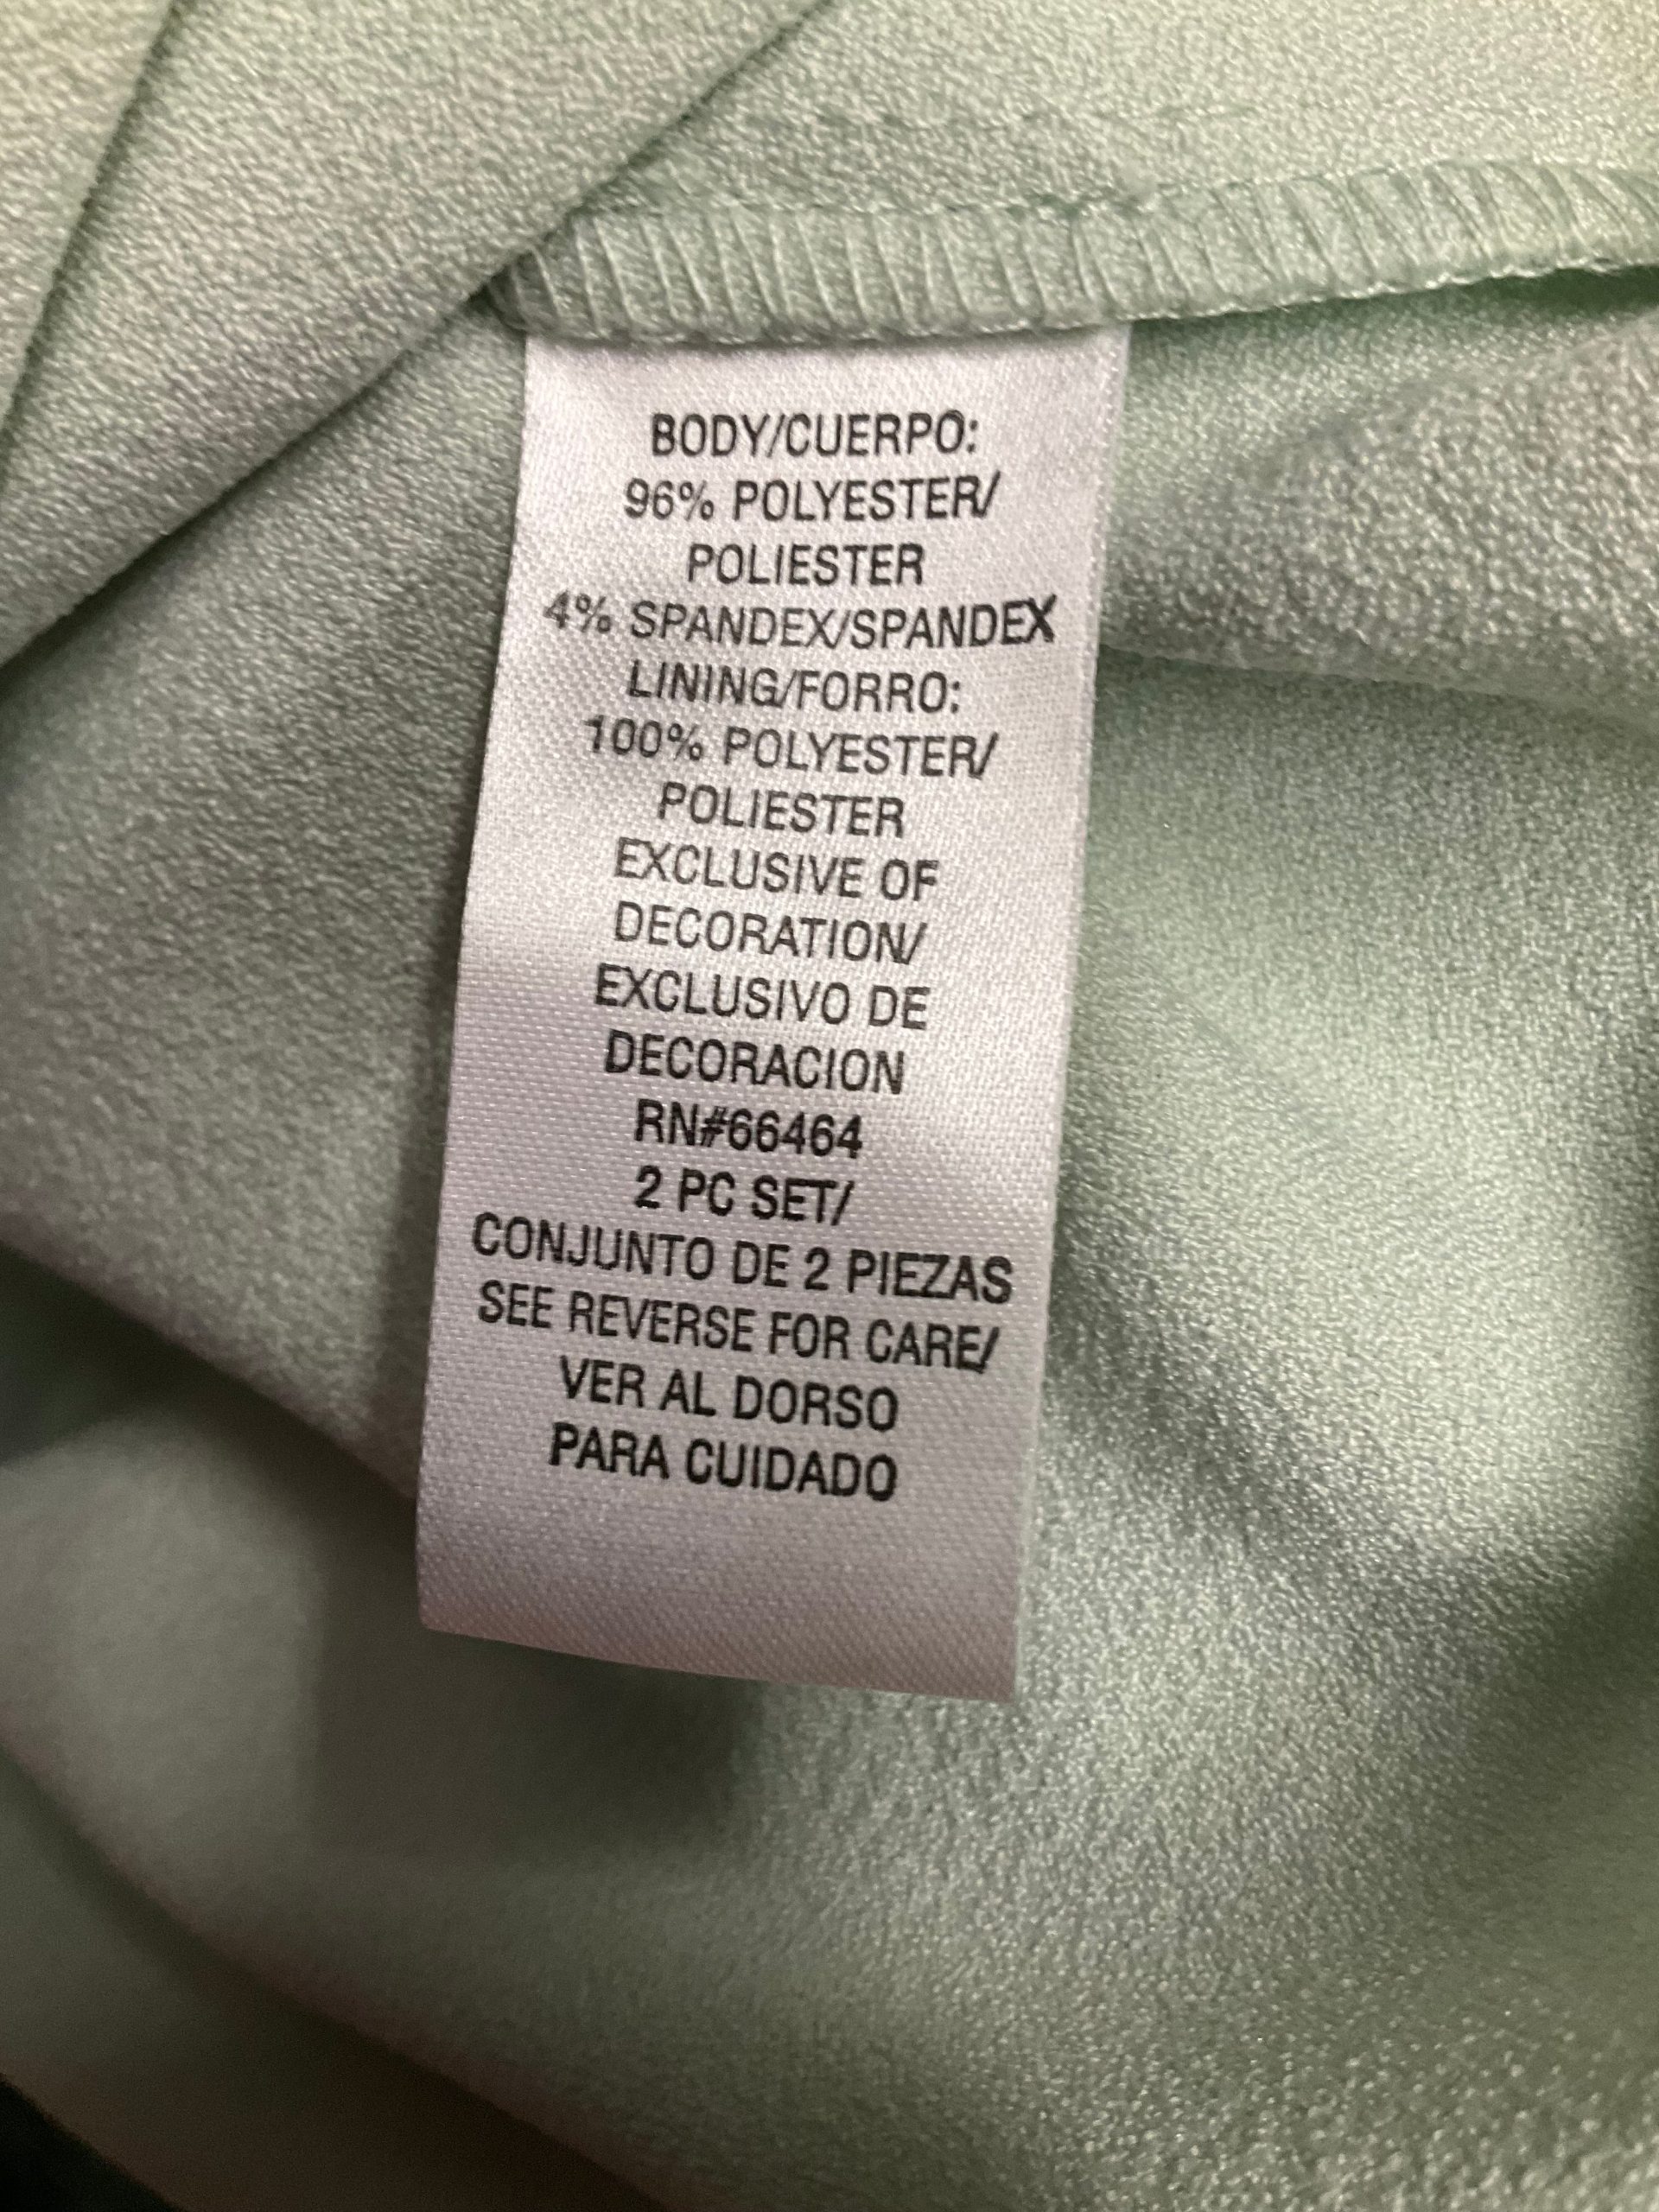 BODY/CUERPO:
96% POLYESTER/
POLIESTER
4% SPANDEX/SPANDEX
LINING/FORRO:
100% POLYESTER/
POLIESTER
EXCLUSIVE OF
DECORATION/
EXCLUSIVO DE
DECORACION
RN#66464
2 PC SET/
CONJUNTO DE 2 PIEZAS
SEE REVERSE FOR CARE/
VER AL DORSO
PARA CUIDADO